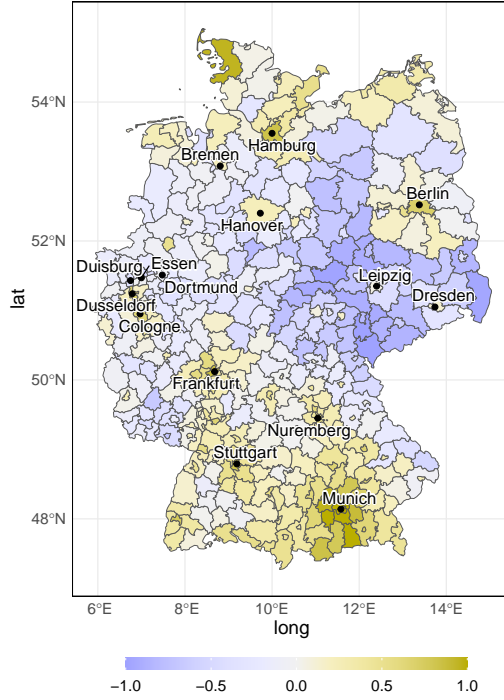 lat
54°N
52°N
50°N
48°N
Hamburg
Bremen
Berlin
Hanover
Duisburg
Essen
Dortmund
Leipzig
Dusseldorf
Dresden
Cologne
Frankfurt
Nuremberg
Stuttgart
Munich
6°E 8°E 10°E 12°E 14°E
long
−1.0 −0.5 0.0 0.5 1.0